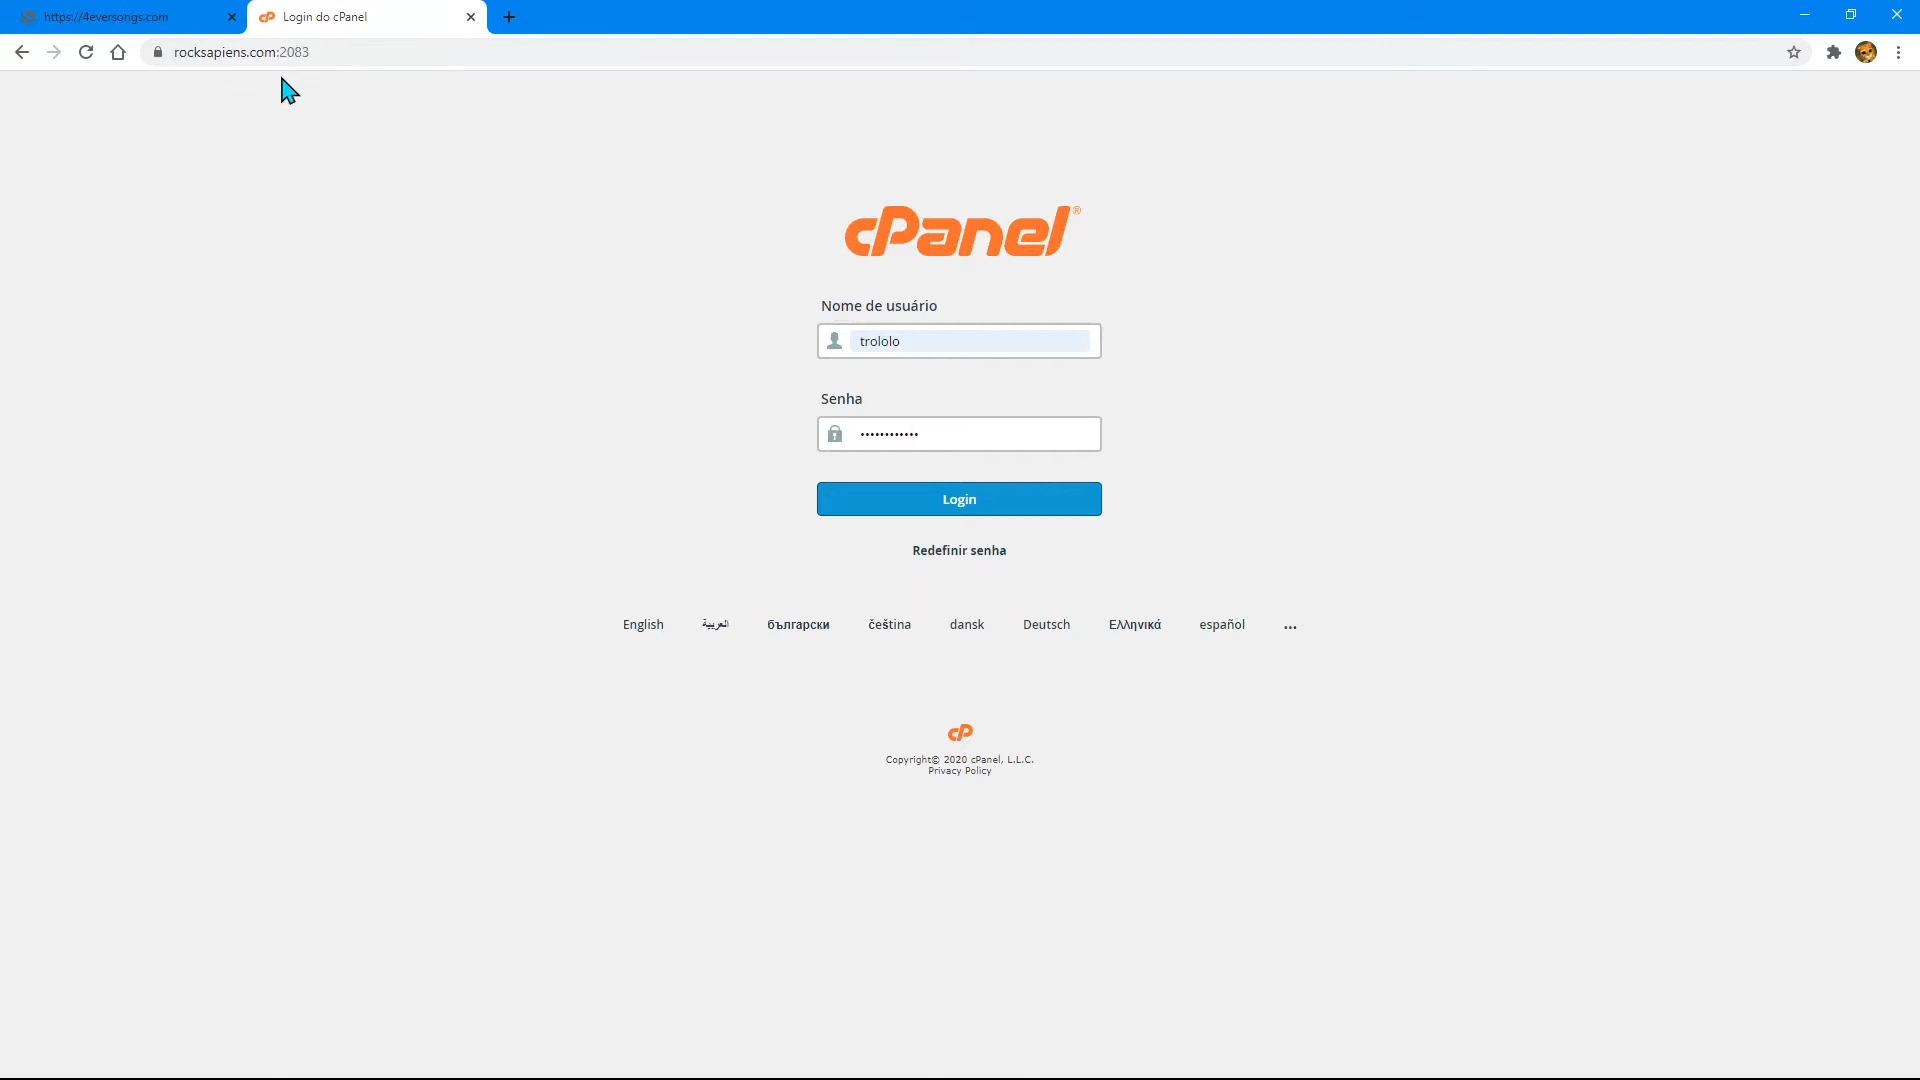 https://4eversongs.com
Login do cPanel
rocksapiens.com:2083
cPanel®
Nome de usuário
trololo
Senha
••••••••••••
Login
Redefinir senha
English العربية български čeština dansk Deutsch Ελληνικά español ...
cP
Copyright© 2020 cPanel, L.L.C.
Privacy Policy